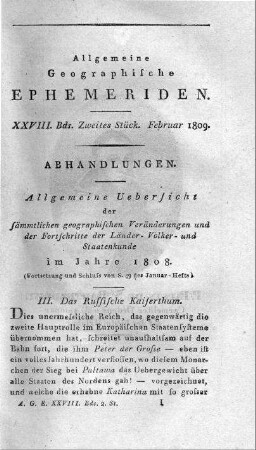 Allgemeine
Geographiſche
EPHEMERIDEN.
XXVIII. Bds. Zweites Stück. Februar 1809.
ABHANDLUNGEN.
Allgemeine Ueberſicht
der
ſämmtlichen geographiſchen Veränderungen und
der Fortſchritte der Länder- Völker- und
Staatenkunde
im Jahre 1808.
(Fortſetzung und Schluſs von S. 59 des Januar-Hefts).
III. Das Ruſſiſche Kaiſerthum.
Dies unermeſsliche Reich, das gegenwärtig die
zweite Hauptrolle im Europäiſchen Staatenſyſteme
übernommen hat, ſchreitet unaufhaltſam auf der
Bahn fort, die ihm Peter der Groſse — eben iſt
ein volles Jahrhundert verfloſſen, wo dieſem Monar-
chen der Sieg bei Pultawa das Uebergewicht über
alle Staaten des Nordens gab! — vorgezeichnet,
und welche die erhabne Katharina mit ſo groſser
A. G. E. XXVIII. Bds. 2. St.